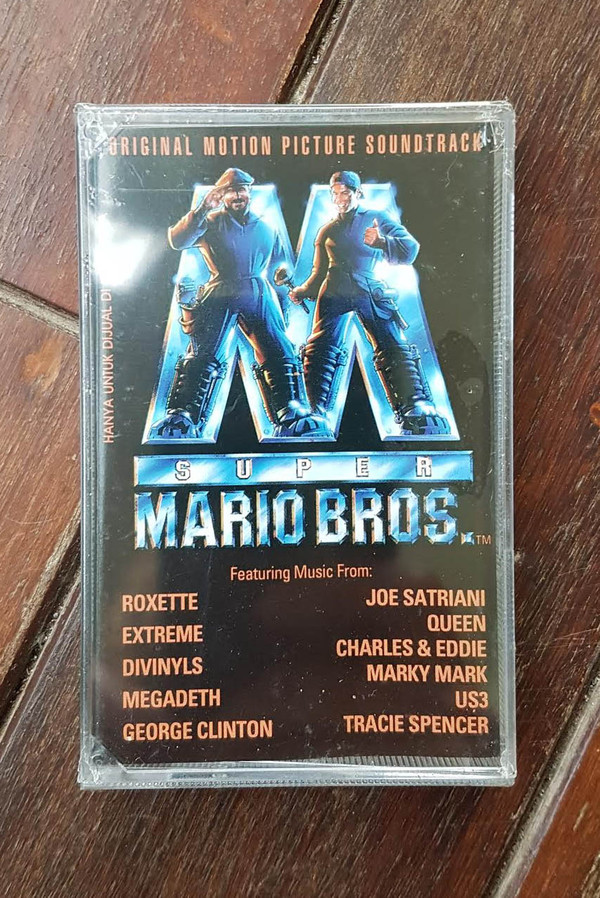 ORIGINAL MOTION PICTURE SOUNDTRACK
HANYA UNTUK DIJUAL DI
SUPER
MARIO BROS.™
Featuring Music From:
ROXETTE
EXTREME
DIVINYLS
MEGADETH
GEORGE CLINTON
JOE SATRIANI
QUEEN
CHARLES & EDDIE
MARKY MARK
US3
TRACIE SPENCER